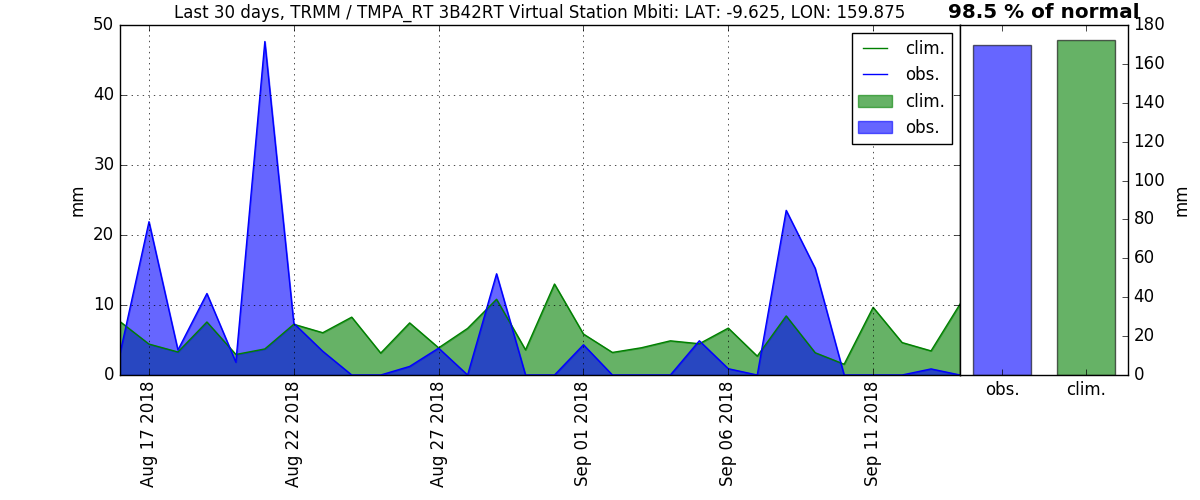 Last 30 days, TRMM / TMPA_RT 3B42RT Virtual Station Mbiti: LAT: -9.625, LON: 159.875
98.5 % of normal
50
40
30
20
10
0
mm
clim.
obs.
clim.
obs.
180
160
140
120
100
80
60
40
20
0
mm
obs.
clim.
Aug 17 2018
Aug 22 2018
Aug 27 2018
Sep 01 2018
Sep 06 2018
Sep 11 2018